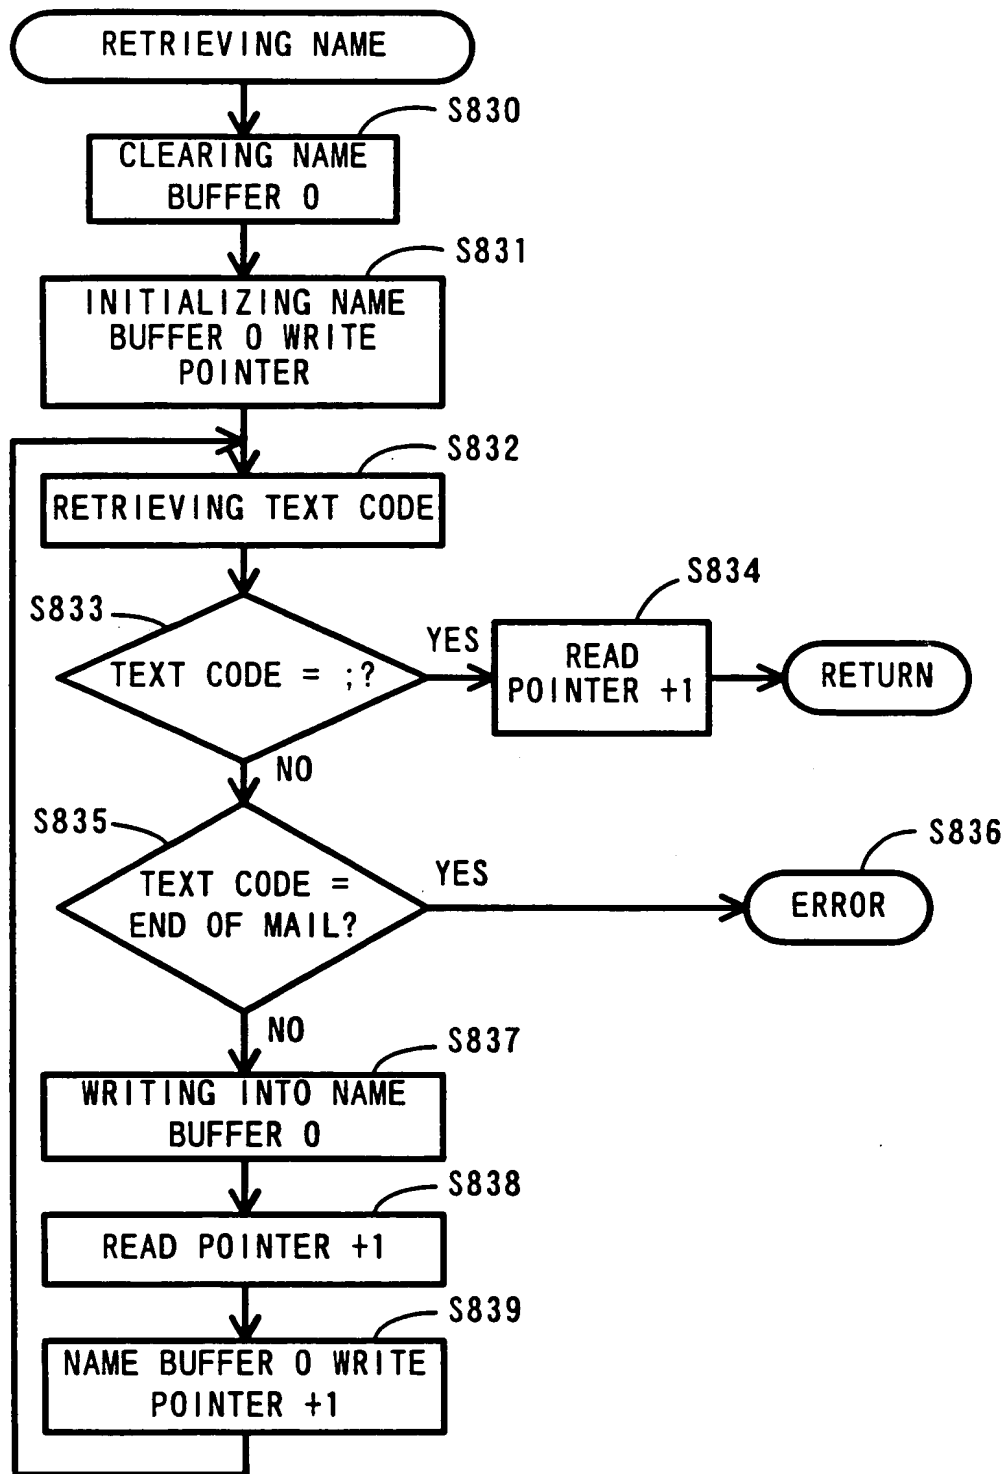 RETRIEVING NAME
S830
CLEARING NAME
BUFFER 0
S831
INITIALIZING NAME
BUFFER 0 WRITE
POINTER
S832
RETRIEVING TEXT CODE
S833
TEXT CODE = ;?
YES
S834
READ
POINTER +1
RETURN
NO
S835
TEXT CODE =
END OF MAIL?
YES
S836
ERROR
NO
S837
WRITING INTO NAME
BUFFER 0
S838
READ POINTER +1
S839
NAME BUFFER 0 WRITE
POINTER +1